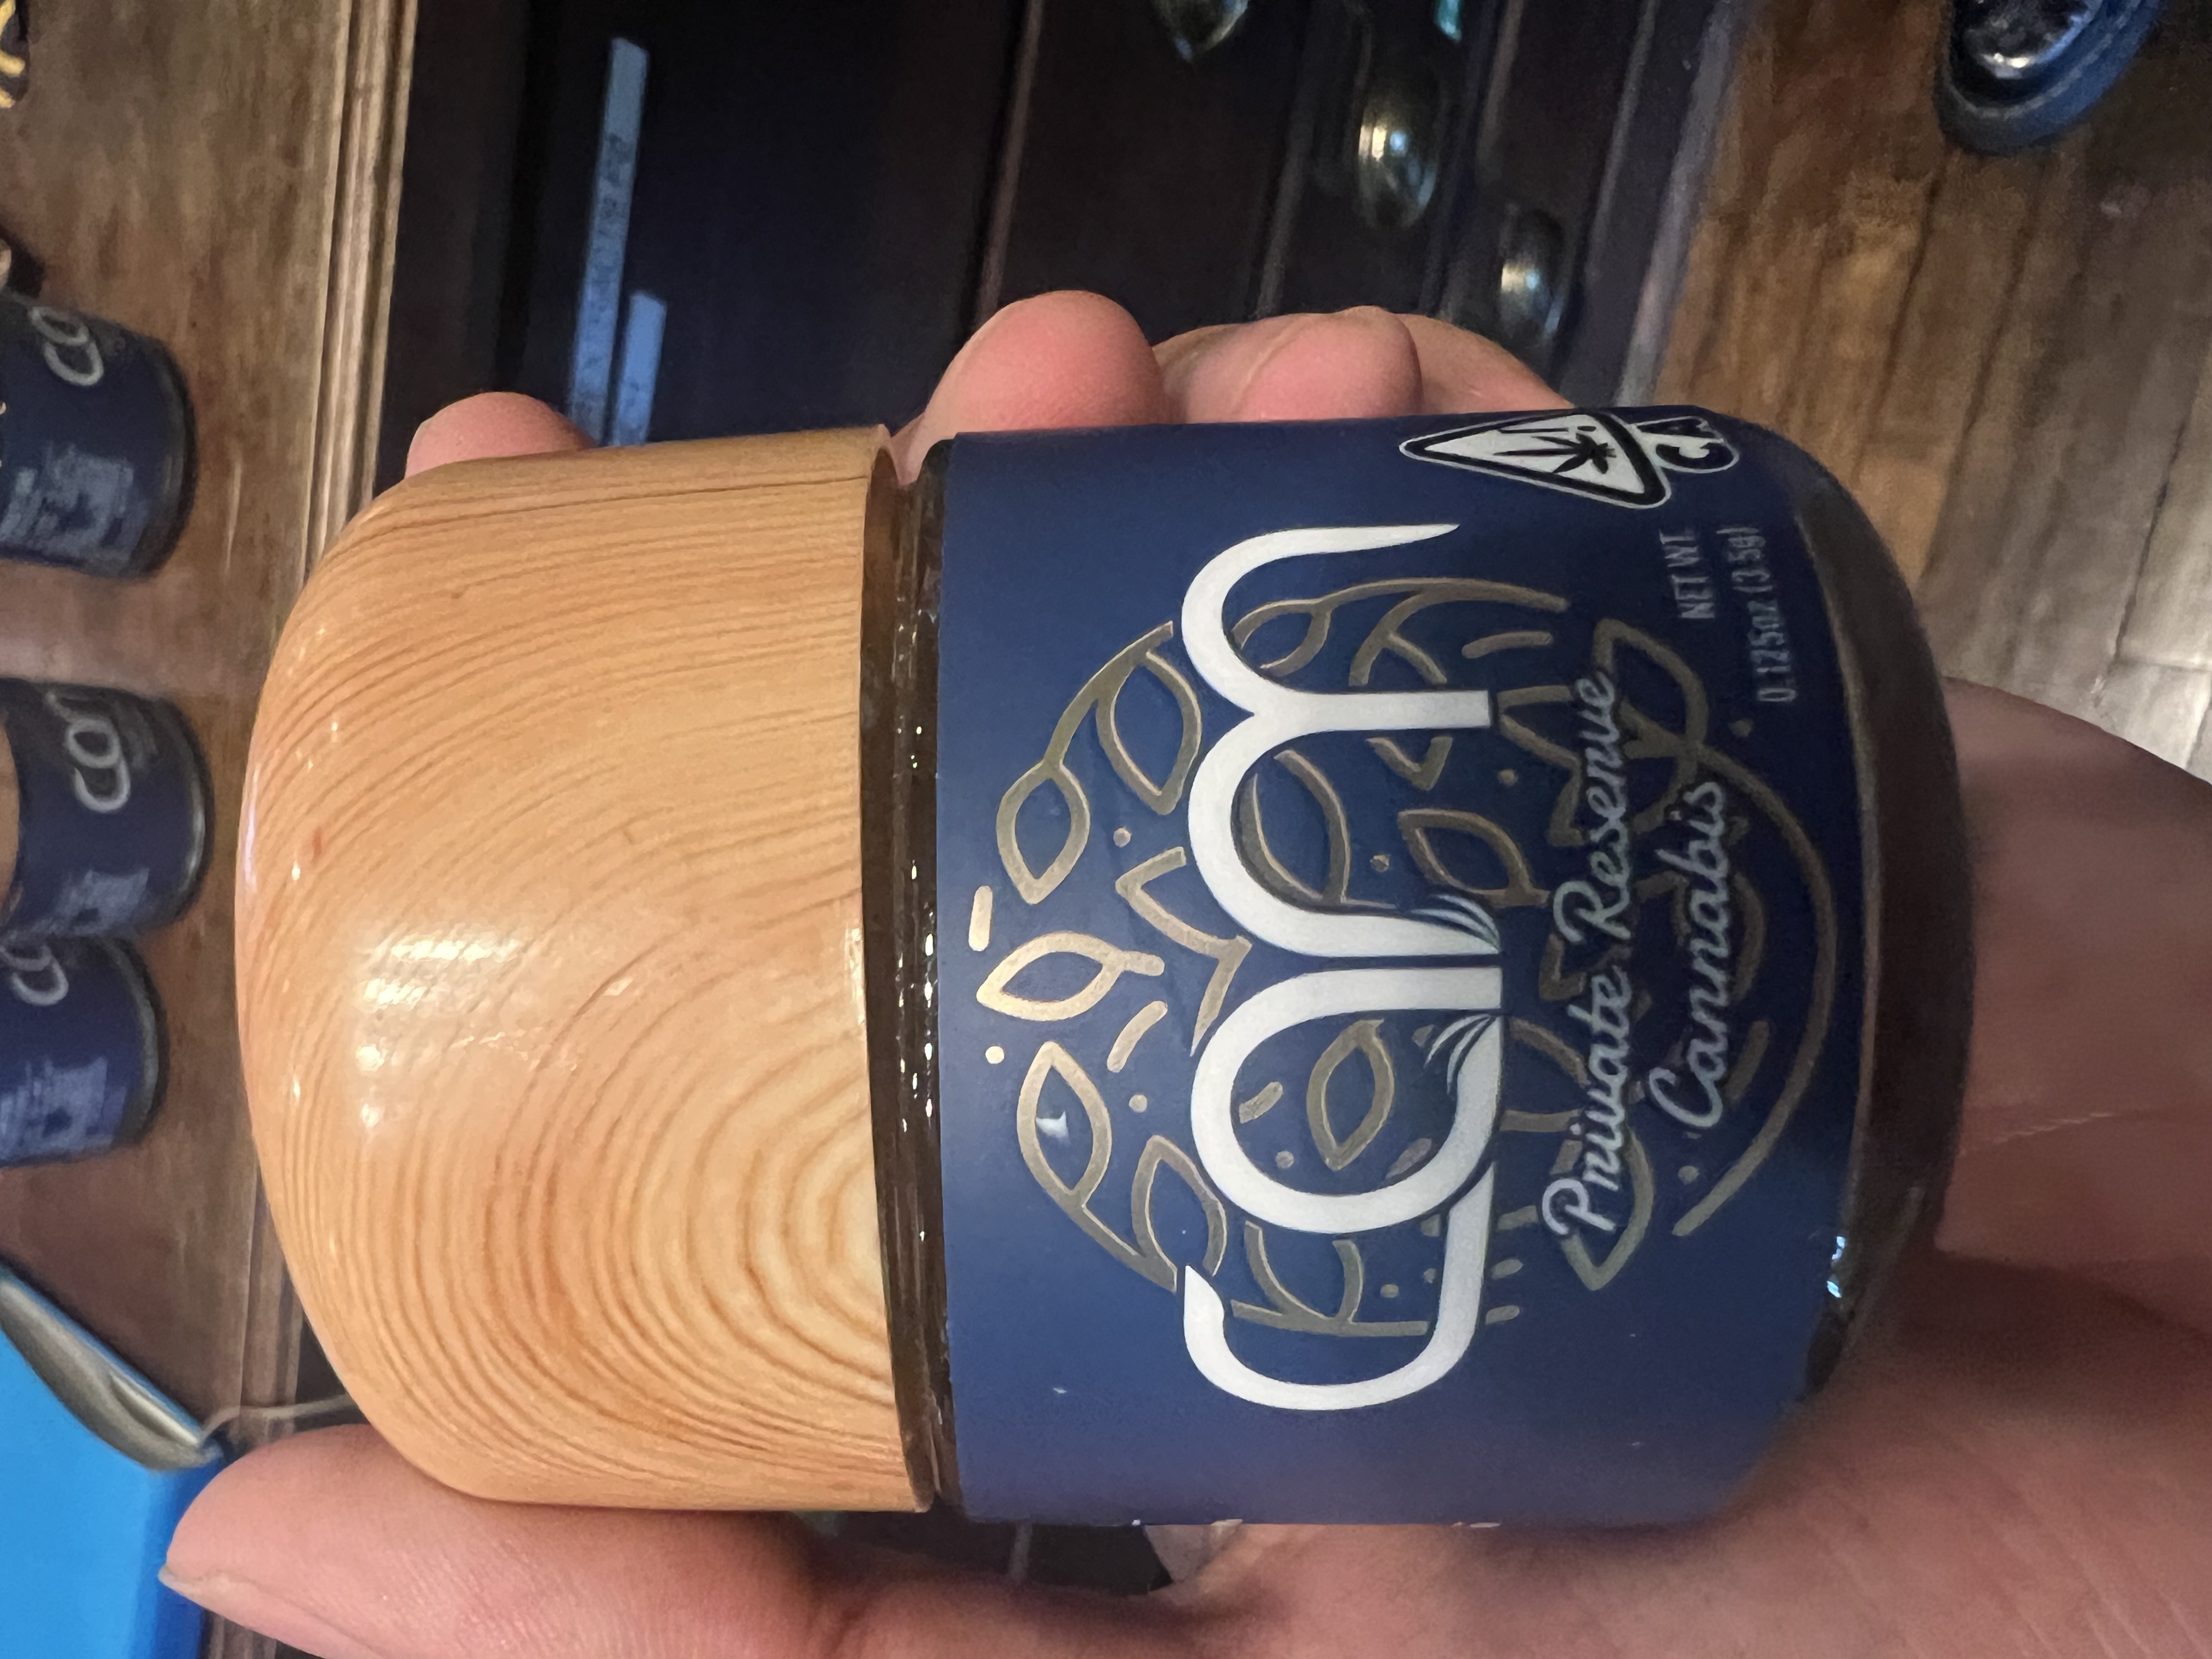 cam
Private Reserve
Cannabis
NET WT.
0.125oz (3.5g)
CA